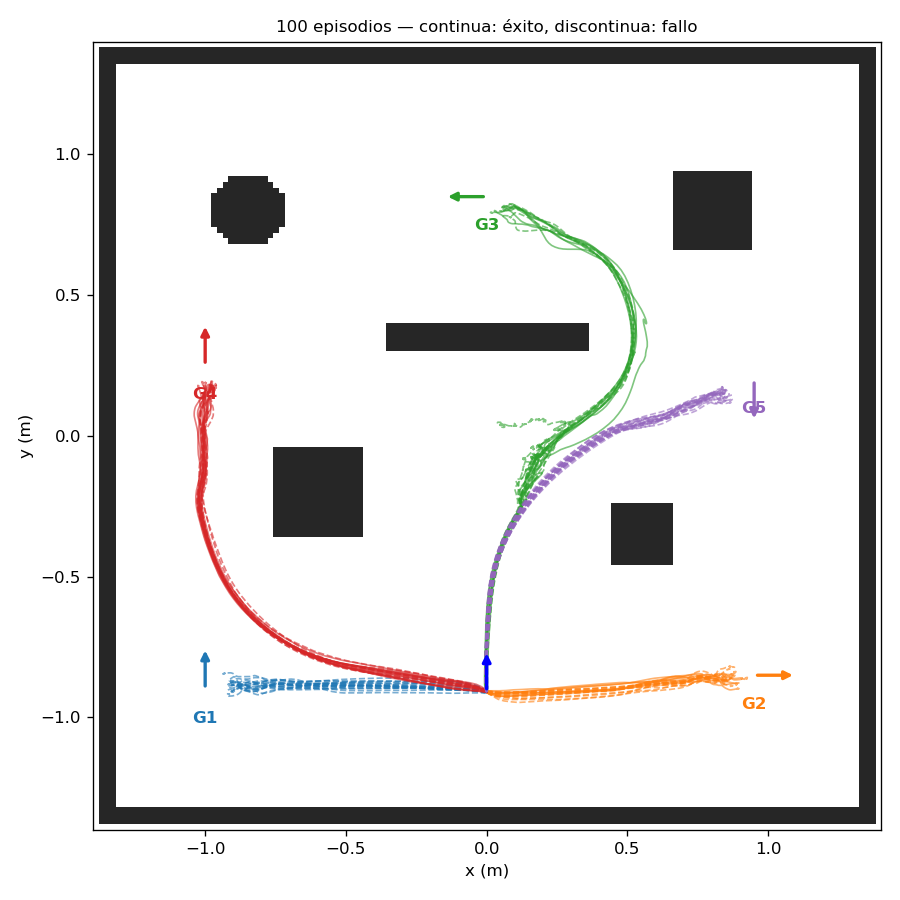 100 episodios — continua: éxito, discontinua: fallo
y (m)
1.0
0.5
0.0
−0.5
−1.0
G3
G4
G5
G1
G2
−1.0
−0.5
0.0
0.5
1.0
x (m)